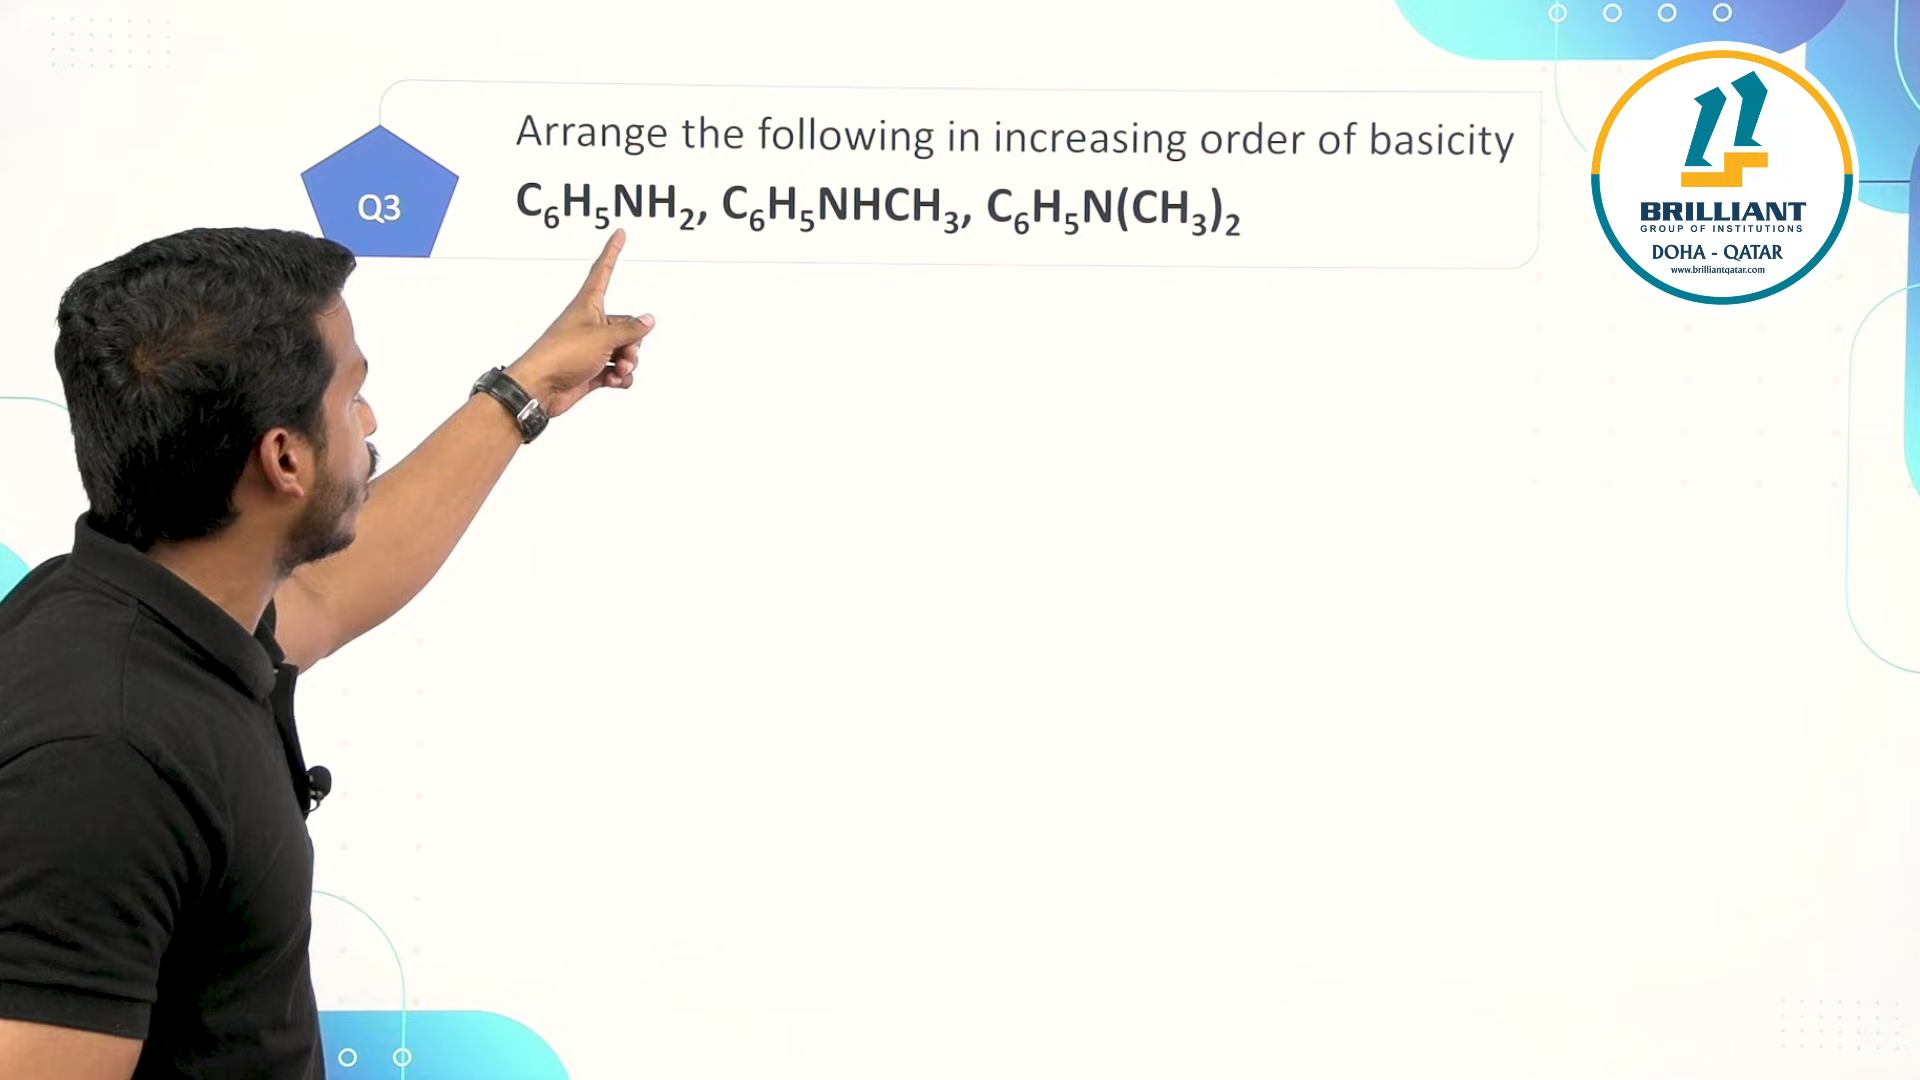 Arrange the following in increasing order of basicity
Q3
C₆H₅NH₂, C₆H₅NHCH₃, C₆H₅N(CH₃)₂
BRILLIANT
GROUP OF INSTITUTIONS
DOHA - QATAR
www.brilliantqatar.com